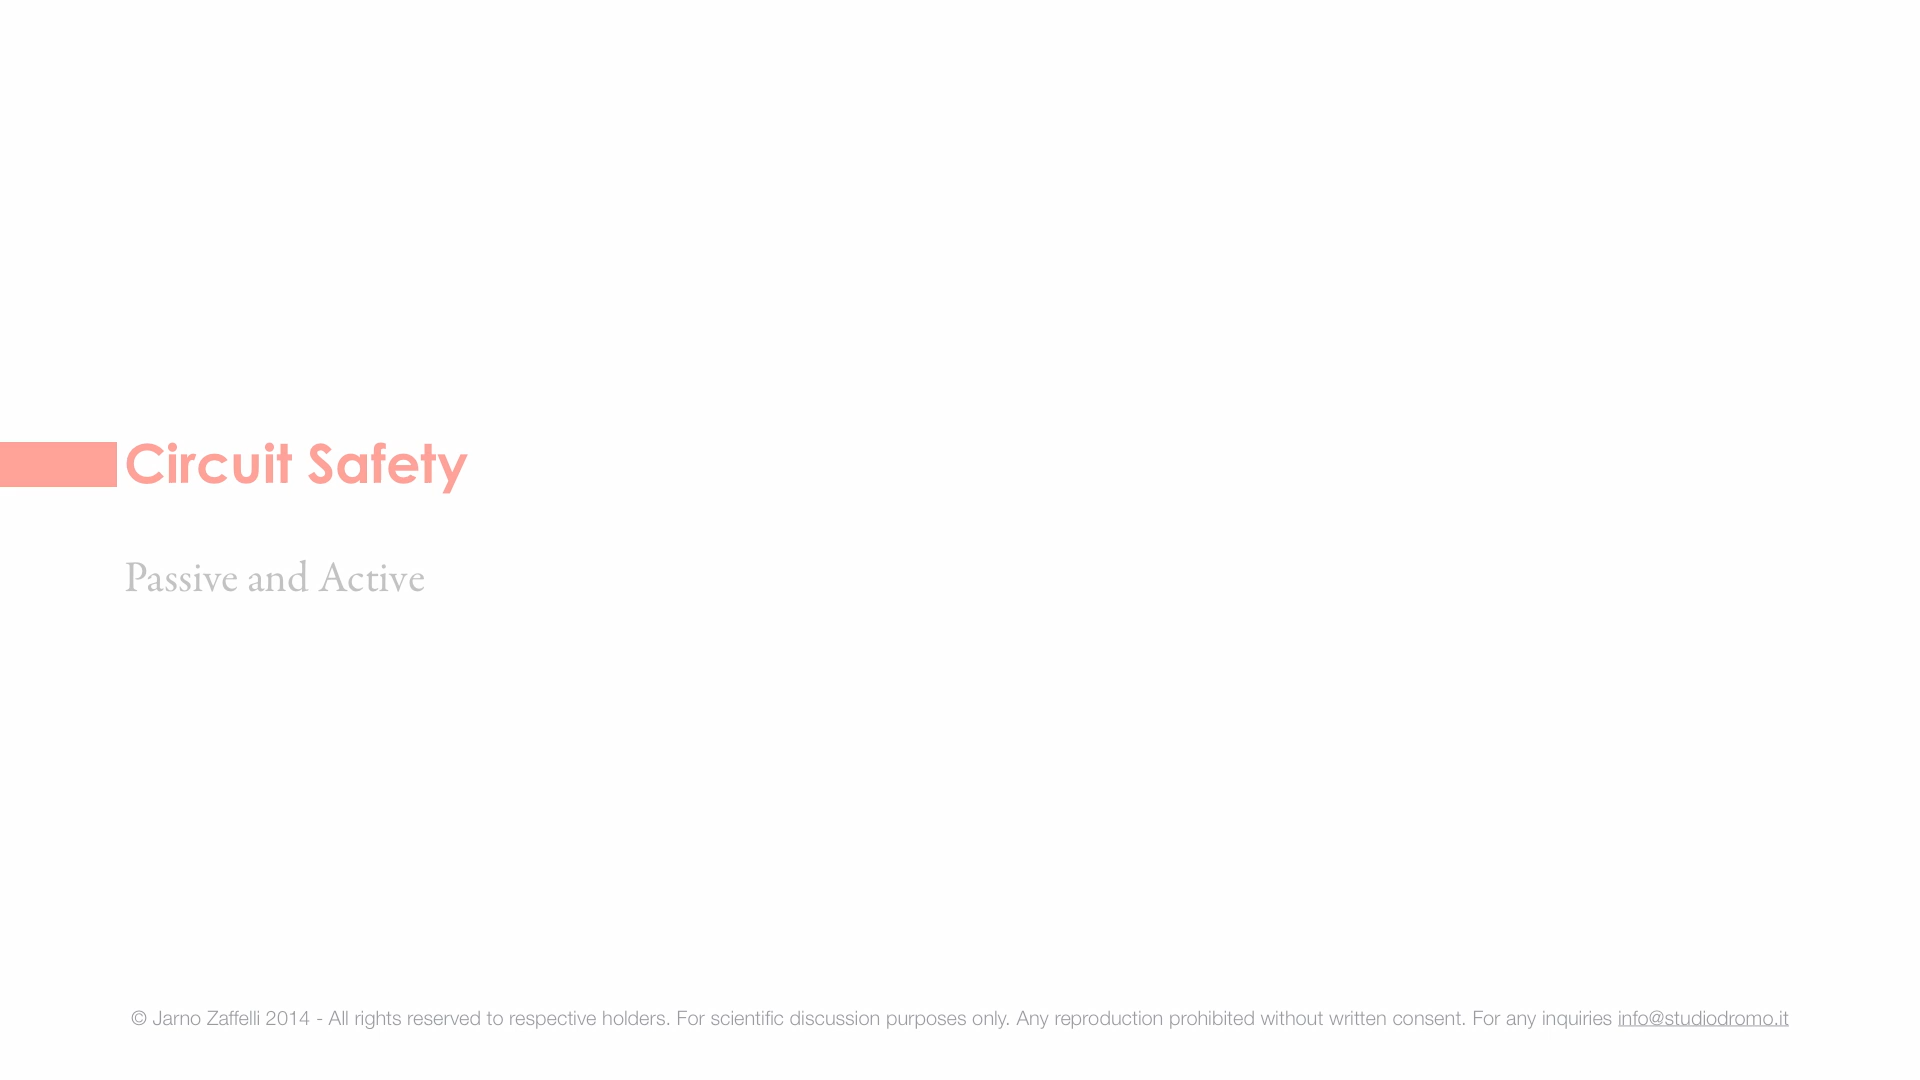 Circuit Safety
Passive and Active
© Jarno Zaffelli 2014 - All rights reserved to respective holders. For scientific discussion purposes only. Any reproduction prohibited without written consent. For any inquiries info@studiodromo.it